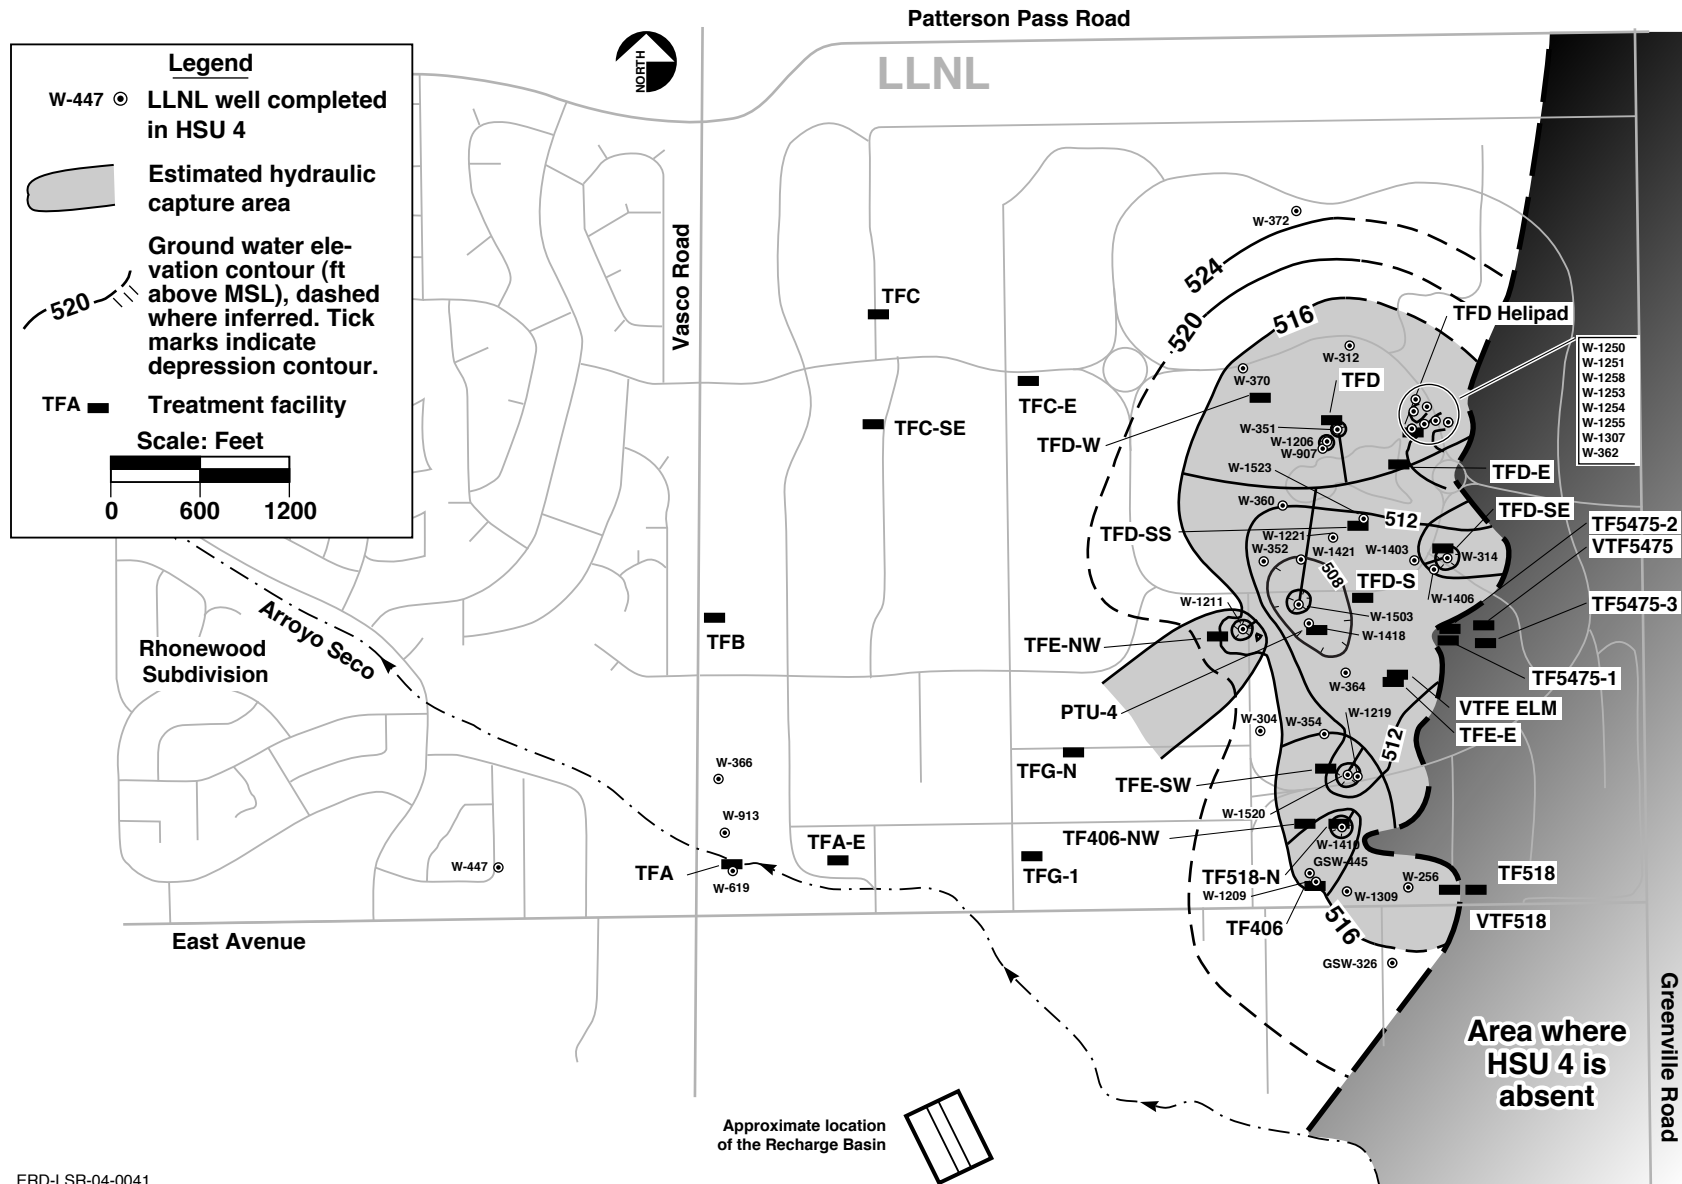 Patterson Pass Road
Legend
W-447 LLNL well completed
in HSU 4
Estimated hydraulic
capture area
Ground water ele-
vation contour (ft
above MSL), dashed
where inferred. Tick
marks indicate
depression contour.
520
TFA Treatment facility
Scale: Feet
0 600 1200
NORTH
LLNL
Vasco Road
W-372
524
520
516
TFC
TFD Helipad
W-312
W-370
TFD
W-1250
W-1251
W-1258
W-1253
W-1254
W-1255
W-1307
W-362
TFC-E
TFC-SE
TFD-W
W-351
W-1206
W-907
W-1523
TFD-E
W-360
512
TFD-SE
TFD-SS
W-1221
W-352
W-1421
W-1403
W-314
TF5475-2
VTF5475
508
TFD-S
W-1406
TF5475-3
W-1211
W-1503
W-1418
TFE-NW
TFB
Arroyo Seco
Rhonewood
Subdivision
W-364
TF5475-1
PTU-4
W-304
W-354
W-1219
VTFE ELM
TFE-E
512
W-366
TFG-N
TFE-SW
W-913
W-1520
TFA-E
TF406-NW
W-1410
GSW-445
W-447
TFA
W-619
TFG-1
TF518-N
W-1209
W-1309
W-256
TF518
VTF518
TF406
516
East Avenue
GSW-326
Greenville Road
Area where
HSU 4 is
absent
Approximate location
of the Recharge Basin
ERD-LSR-04-0041